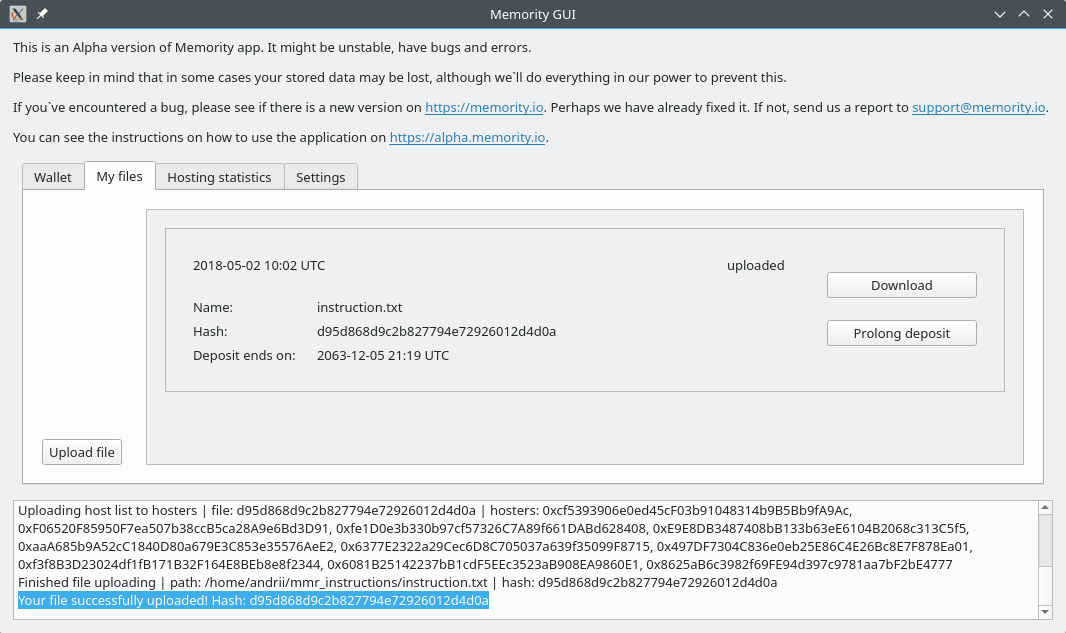 Memority GUI
This is an Alpha version of Memority app. It might be unstable, have bugs and errors.
Please keep in mind that in some cases your stored data may be lost, although we`ll do everything in our power to prevent this.
If you`ve encountered a bug, please see if there is a new version on https://memority.io. Perhaps we have already fixed it. If not, send us a report to support@memority.io.
You can see the instructions on how to use the application on https://alpha.memority.io.
Wallet
My files
Hosting statistics
Settings
2018-05-02 10:02 UTC
uploaded
Download
Name:
instruction.txt
Hash:
d95d868d9c2b827794e72926012d4d0a
Prolong deposit
Deposit ends on:
2063-12-05 21:19 UTC
Upload file
Uploading host list to hosters | file: d95d868d9c2b827794e72926012d4d0a | hosters: 0xcf5393906e0ed45cF03b91048314b9B5Bb9fA9Ac,
0xF06520F85950F7ea507b38ccB5ca28A9e6Bd3D91, 0xfe1D0e3b330b97cf57326C7A89f661DABd628408, 0xE9E8DB3487408bB133b63eE6104B2068c313C5f5,
0xaaA685b9A52cC1840D80a679E3C853e35576AeE2, 0x6377E2322a29Cec6D8C705037a639f35099F8715, 0x497DF7304C836e0eb25E86C4E26Bc8E7F878Ea01,
0xf3f8B3D23024df1fB171B32F164E8BEb8e8f2344, 0x6081B25142237bB1cdF5EEc3523aB908EA9860E1, 0x8625aB6c3982f69FE94d397c9781aa7bF2bE4777
Finished file uploading | path: /home/andrii/mmr_instructions/instruction.txt | hash: d95d868d9c2b827794e72926012d4d0a
Your file successfully uploaded! Hash: d95d868d9c2b827794e72926012d4d0a